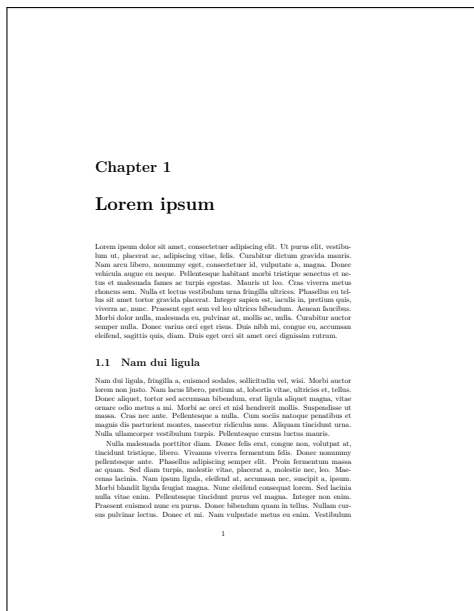 Chapter 1
Lorem ipsum
Lorem ipsum dolor sit amet, consectetuer adipiscing elit. Ut purus elit, vestibu-
lum ut, placerat ac, adipiscing vitae, felis. Curabitur dictum gravida mauris.
Nam arcu libero, nonummy eget, consectetuer id, vulputate a, magna. Donec
vehicula augue eu neque. Pellentesque habitant morbi tristique senectus et ne-
tus et malesuada fames ac turpis egestas. Mauris ut leo. Cras viverra metus
rhoncus sem. Nulla et lectus vestibulum urna fringilla ultrices. Phasellus eu tel-
lus sit amet tortor gravida placerat. Integer sapien est, iaculis in, pretium quis,
viverra ac, nunc. Praesent eget sem vel leo ultrices bibendum. Aenean faucibus.
Morbi dolor nulla, malesuada eu, pulvinar at, mollis ac, nulla. Curabitur auctor
semper nulla. Donec varius orci eget risus. Duis nibh mi, congue eu, accumsan
eleifend, sagittis quis, diam. Duis eget orci sit amet orci dignissim rutrum.
1.1 Nam dui ligula
Nam dui ligula, fringilla a, euismod sodales, sollicitudin vel, wisi. Morbi auctor
lorem non justo. Nam lacus libero, pretium at, lobortis vitae, ultricies et, tellus.
Donec aliquet, tortor sed accumsan bibendum, erat ligula aliquet magna, vitae
ornare odio metus a mi. Morbi ac orci et nisl hendrerit mollis. Suspendisse ut
massa. Cras nec ante. Pellentesque a nulla. Cum sociis natoque penatibus et
magnis dis parturient montes, nascetur ridiculus mus. Aliquam tincidunt urna.
Nulla ullamcorper vestibulum turpis. Pellentesque cursus luctus mauris.
Nulla malesuada porttitor diam. Donec felis erat, congue non, volutpat at,
tincidunt tristique, libero. Vivamus viverra fermentum felis. Donec nonummy
pellentesque ante. Phasellus adipiscing semper elit. Proin fermentum massa
ac quam. Sed diam turpis, molestie vitae, placerat a, molestie nec, leo. Mae-
cenas lacinia. Nam ipsum ligula, eleifend at, accumsan nec, suscipit a, ipsum.
Morbi blandit ligula feugiat magna. Nunc eleifend consequat lorem. Sed lacinia
nulla vitae enim. Pellentesque tincidunt purus vel magna. Integer non enim.
Praesent euismod nunc eu purus. Donec bibendum quam in tellus. Nullam cur-
sus pulvinar lectus. Donec et mi. Nam vulputate metus eu enim. Vestibulum
1